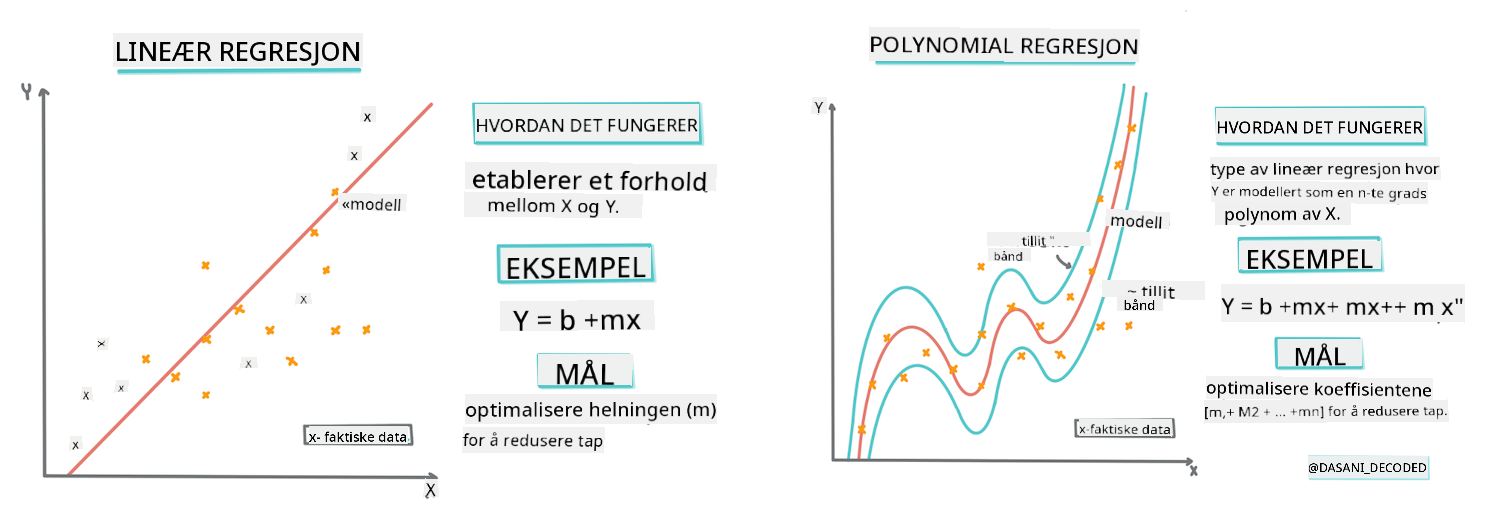 LINEÆR REGRESJON
Y
x
x
«modell
x
x
x
x
x
x
x- faktiske data
X
HVORDAN DET FUNGERER
etablerer et forhold
mellom X og Y.
EKSEMPEL
Y = b +mx
MÅL
optimalisere helningen (m)
for å redusere tap
POLYNOMIAL REGRESJON
Y
modell
tillit "
bånd
~ tillit
bånd
x-faktiske data
x
HVORDAN DET FUNGERER
type av lineær regresjon hvor
Y er modellert som en n-te grads
polynom av X.
EKSEMPEL
Y = b +mx+ mx++ m x"
MÅL
optimalisere koeffisientene
[m,+ M2 + ... +mn] for å redusere tap.
@DASANI_DECODED